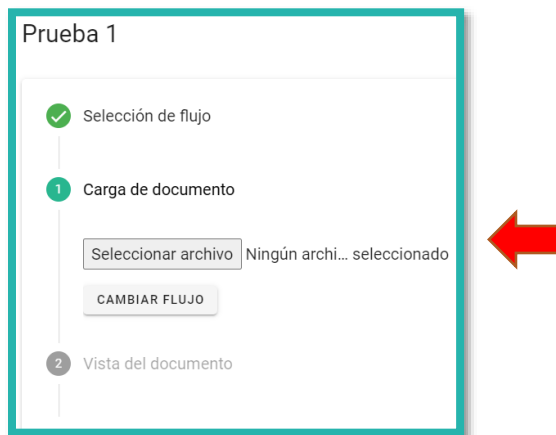 Prueba 1
Selección de flujo
1 Carga de documento
Seleccionar archivo Ningún archi... seleccionado
CAMBIAR FLUJO
2 Vista del documento